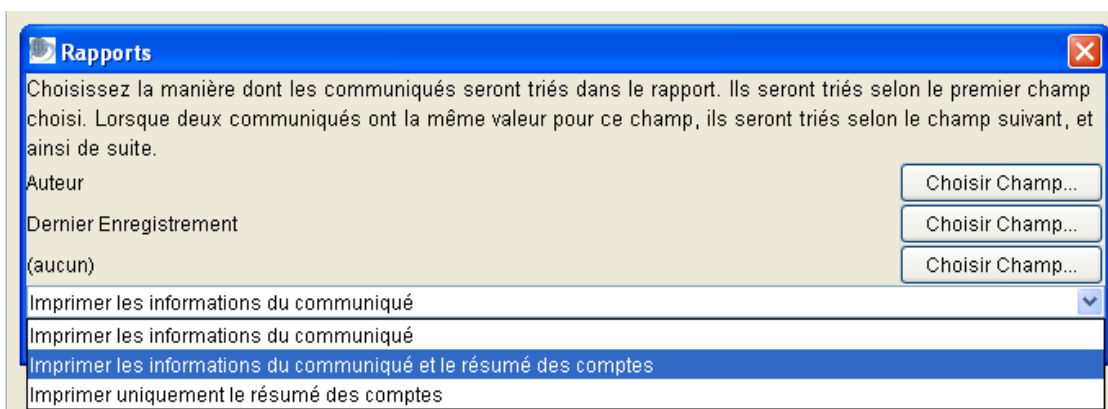 Rapports
Choisissez la manière dont les communiqués seront triés dans le rapport. Ils seront triés selon le premier champ
choisi. Lorsque deux communiqués ont la même valeur pour ce champ, ils seront triés selon le champ suivant, et
ainsi de suite.
Auteur Choisir Champ...
Dernier Enregistrement Choisir Champ...
(aucun) Choisir Champ...
Imprimer les informations du communiqué
Imprimer les informations du communiqué
Imprimer les informations du communiqué et le résumé des comptes
Imprimer uniquement le résumé des comptes